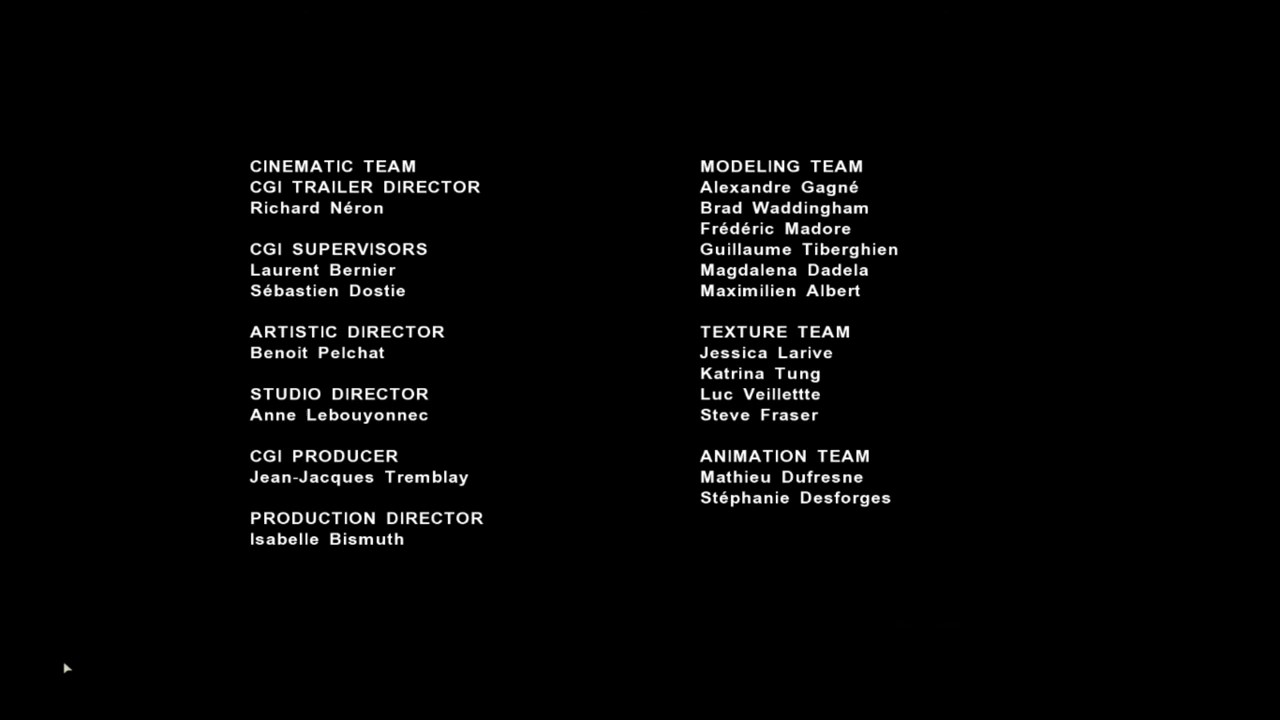 CINEMATIC TEAM
CGI TRAILER DIRECTOR
Richard Néron
CGI SUPERVISORS
Laurent Bernier
Sébastien Dostie
ARTISTIC DIRECTOR
Benoit Pelchat
STUDIO DIRECTOR
Anne Lebouyonnec
CGI PRODUCER
Jean-Jacques Tremblay
PRODUCTION DIRECTOR
Isabelle Bismuth
MODELING TEAM
Alexandre Gagné
Brad Waddingham
Frédéric Madore
Guillaume Tiberghien
Magdalena Dadela
Maximilien Albert
TEXTURE TEAM
Jessica Larive
Katrina Tung
Luc Veillettte
Steve Fraser
ANIMATION TEAM
Mathieu Dufresne
Stéphanie Desforges